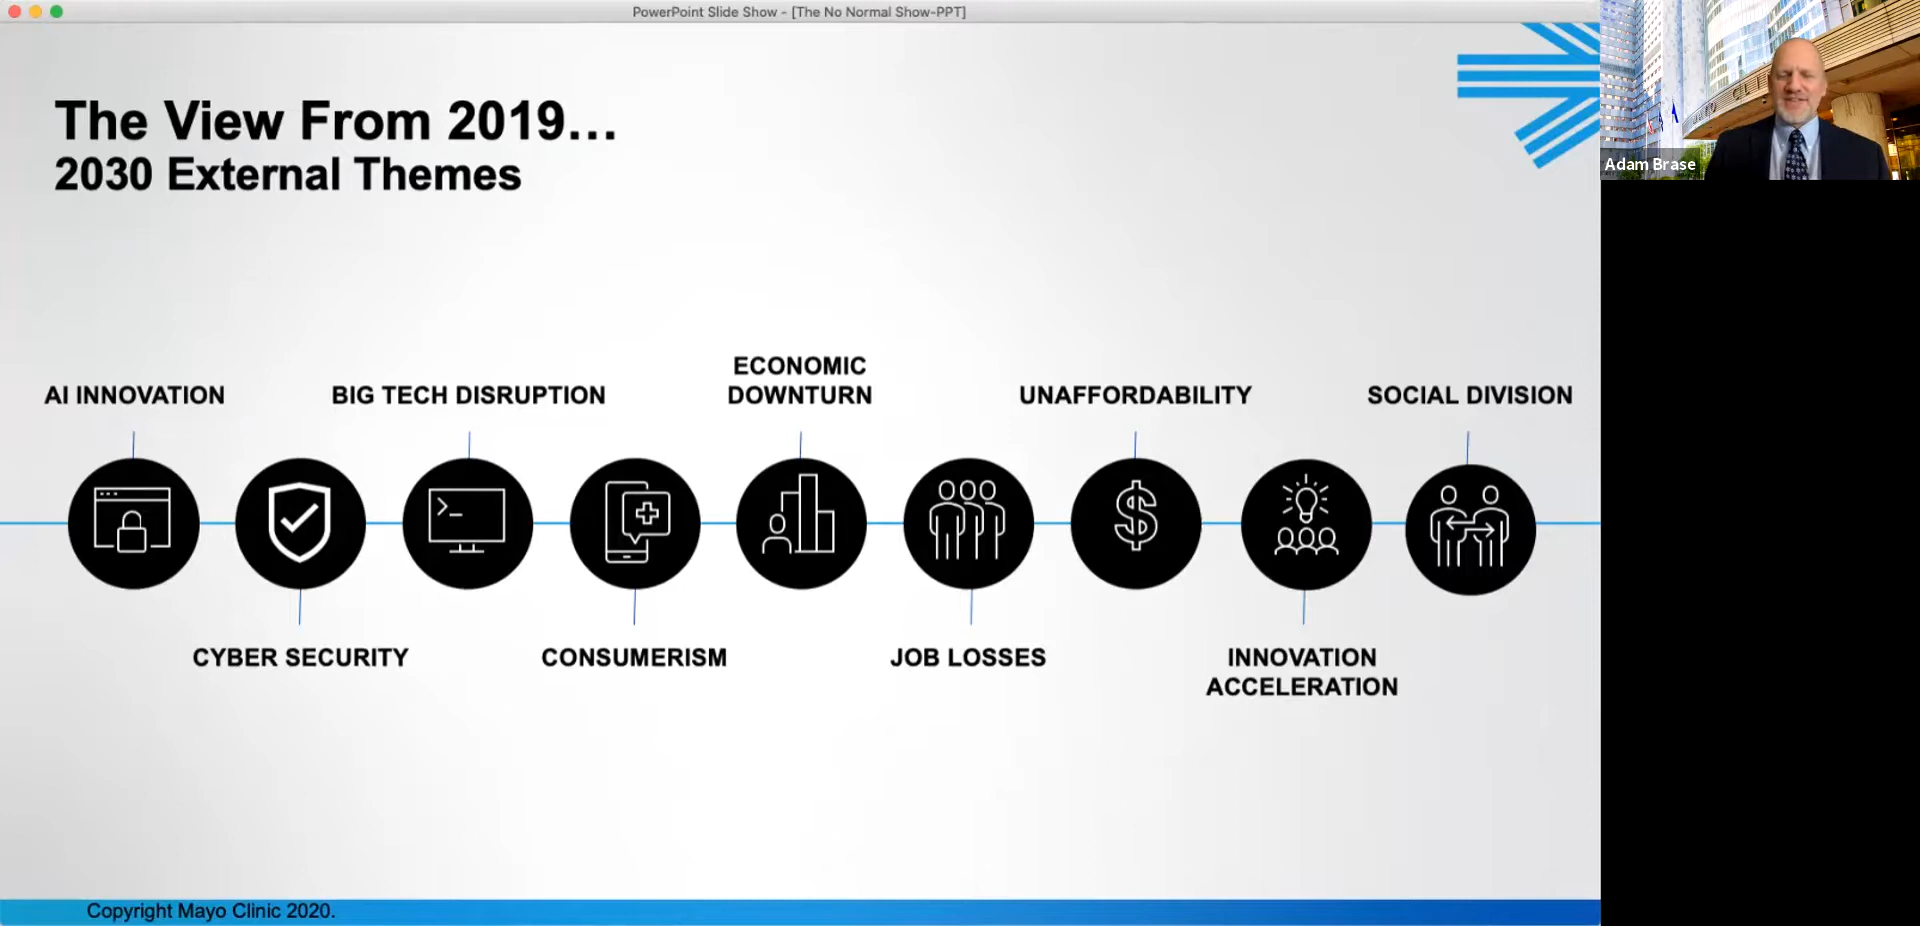 PowerPoint Slide Show - [The No Normal Show-PPT]
The View From 2019...
2030 External Themes
AI INNOVATION
BIG TECH DISRUPTION
ECONOMIC
DOWNTURN
UNAFFORDABILITY
SOCIAL DIVISION
>_
$
CYBER SECURITY
CONSUMERISM
JOB LOSSES
INNOVATION
ACCELERATION
Copyright Mayo Clinic 2020.
Adam Brase